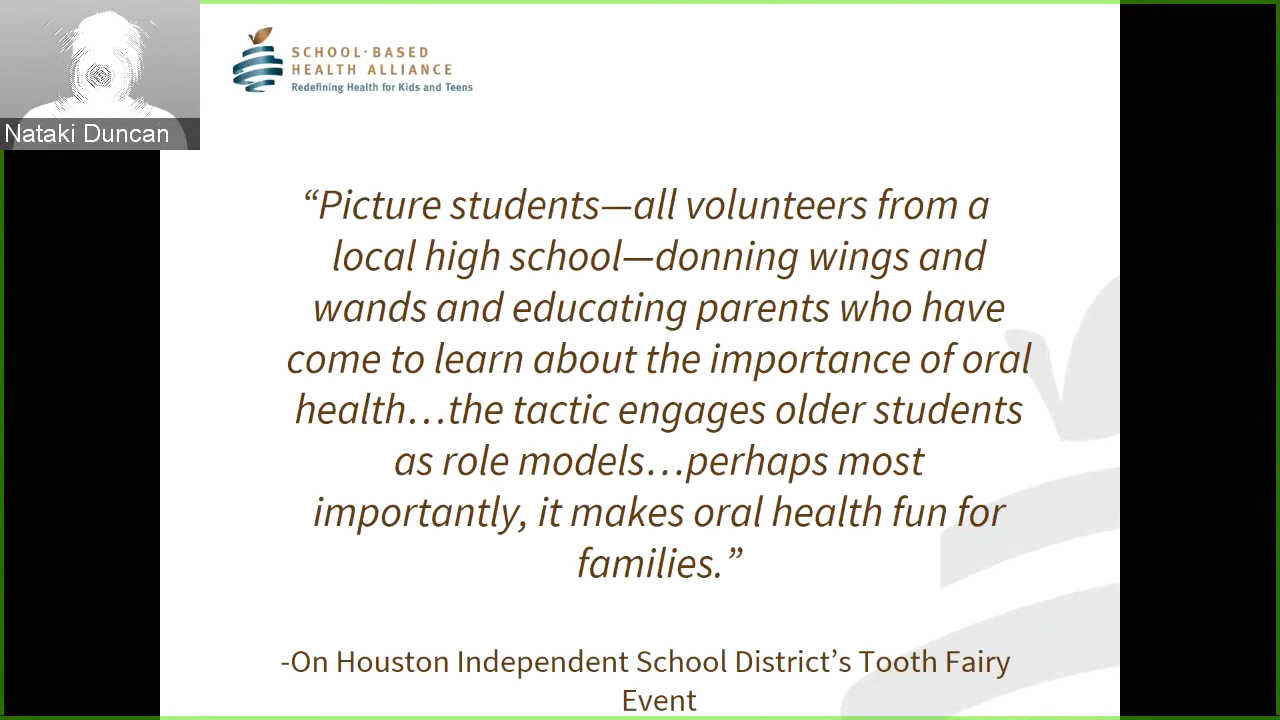 SCHOOL-BASED
HEALTH ALLIANCE
Redefining Health for Kids and Teens
Nataki Duncan
“Picture students—all volunteers from a
local high school—donning wings and
wands and educating parents who have
come to learn about the importance of oral
health…the tactic engages older students
as role models…perhaps most
importantly, it makes oral health fun for
families.”
-On Houston Independent School District’s Tooth Fairy
Event